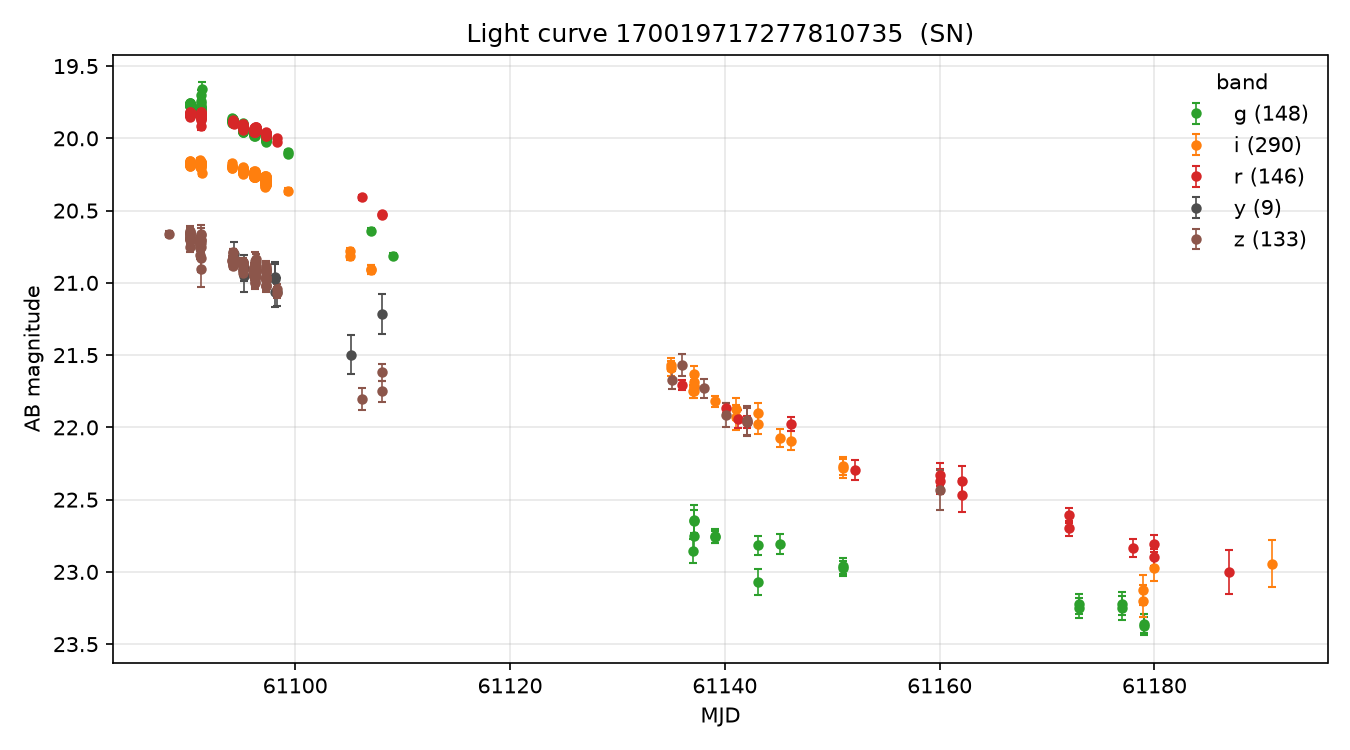 Light curve 170019717277810735  (SN)
19.5
20.0
20.5
21.0
21.5
22.0
22.5
23.0
23.5
AB magnitude
61100
61120
61140
61160
61180
MJD
band
g (148)
i (290)
r (146)
y (9)
z (133)